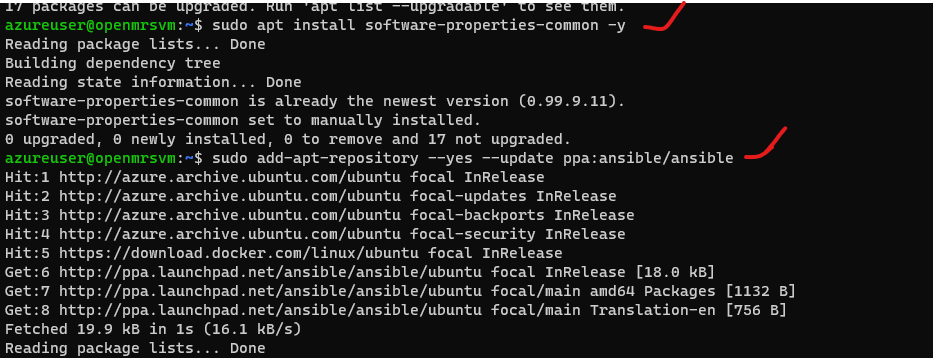 17 packages can be upgraded. Run 'apt list --upgradable' to see them.
azureuser@openmrsvm:~$ sudo apt install software-properties-common -y
Reading package lists... Done
Building dependency tree
Reading state information... Done
software-properties-common is already the newest version (0.99.9.11).
software-properties-common set to manually installed.
0 upgraded, 0 newly installed, 0 to remove and 17 not upgraded.
azureuser@openmrsvm:~$ sudo add-apt-repository --yes --update ppa:ansible/ansible
Hit:1 http://azure.archive.ubuntu.com/ubuntu focal InRelease
Hit:2 http://azure.archive.ubuntu.com/ubuntu focal-updates InRelease
Hit:3 http://azure.archive.ubuntu.com/ubuntu focal-backports InRelease
Hit:4 http://azure.archive.ubuntu.com/ubuntu focal-security InRelease
Hit:5 https://download.docker.com/linux/ubuntu focal InRelease
Get:6 http://ppa.launchpad.net/ansible/ansible/ubuntu focal InRelease [18.0 kB]
Get:7 http://ppa.launchpad.net/ansible/ansible/ubuntu focal/main amd64 Packages [1132 B]
Get:8 http://ppa.launchpad.net/ansible/ansible/ubuntu focal/main Translation-en [756 B]
Fetched 19.9 kB in 1s (16.1 kB/s)
Reading package lists... Done